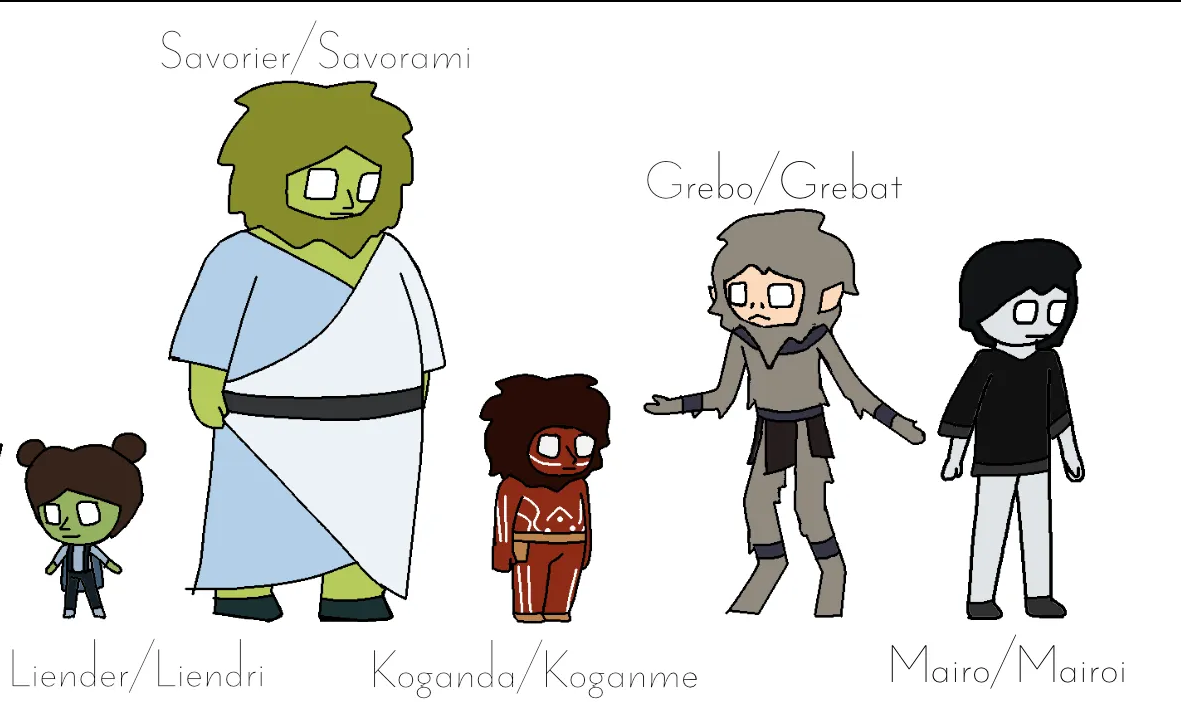 Savorier/Savorami
Grebo/Grebat
Liender/Liendri
Koganda/Koganme
Mairo/Mairoi